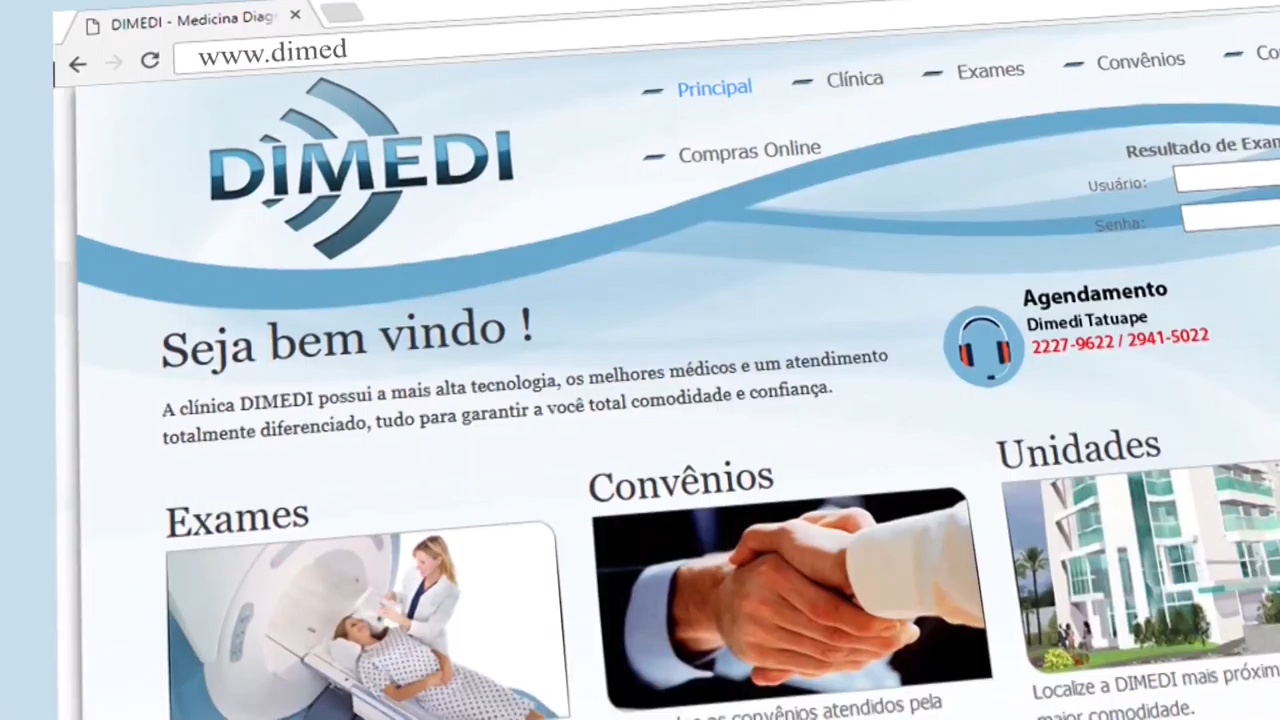 DIMEDI - Medicina Diag
www.dimed
DIMEDI
Principal
Clínica
Exames
Convênios
Compras Online
Resultado de
Usuário:
Senha:
Agendamento
Dimedi Tatuape
2227-9622 / 2941-5022
Seja bem vindo !
A clínica DIMEDI possui a mais alta tecnologia, os melhores médicos e um atendimento
totalmente diferenciado, tudo para garantir a você total comodidade e confiança.
Exames
Convênios
Unidades
os convênios atendidos pela
Localize a DIMEDI mais
maior comodidade.